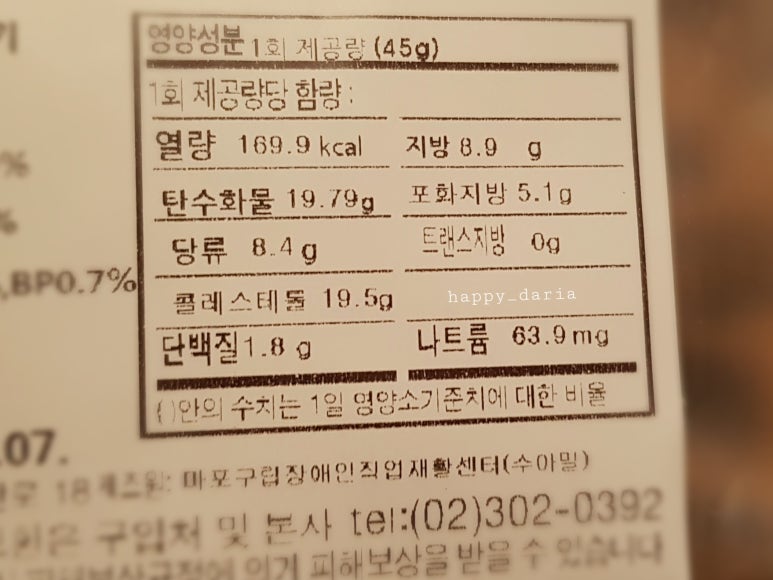 영양성분 1회 제공량 (45g)
1회 제공량당 함량 :
열량 169.9 kcal 지방 8.9 g
탄수화물 19.79g 포화지방 5.1g
%
%
당류 8.4 g 트랜스지방 0g
,BP0.7%
콜레스테롤 19.5g happy_daria
단백질 1.8 g 나트륨 63.9mg
( )안의 수치는 1일 영양소기준치에 대한 비율
.07.
18 마포구립장애인직업재활센터(수아밀)
구입처 및 본사 tel:(02)302-0392
의거 피해보상을 받을 수 있습니다